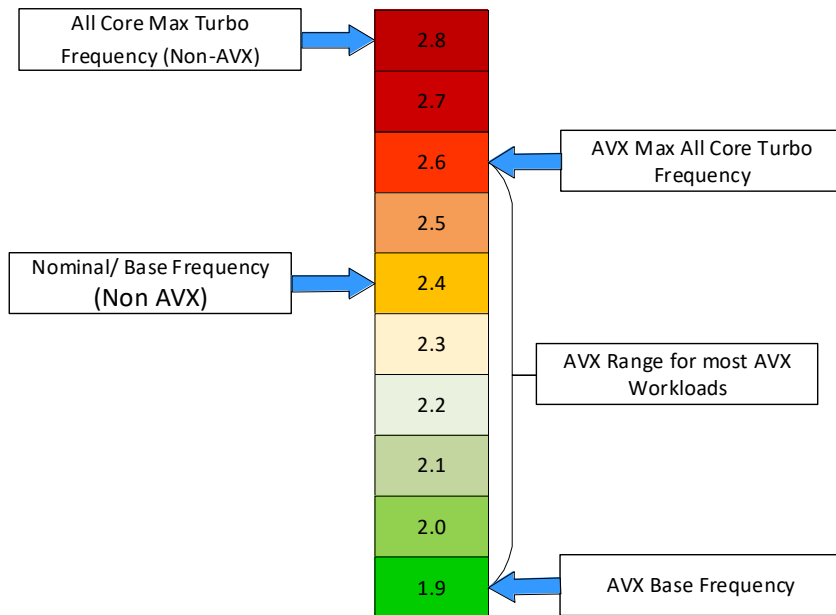 All Core Max Turbo
Frequency (Non-AVX)
2.8
2.7
2.6
AVX Max All Core Turbo
Frequency
2.5
Nominal/ Base Frequency
(Non AVX)
2.4
2.3
AVX Range for most AVX
Workloads
2.2
2.1
2.0
1.9
AVX Base Frequency